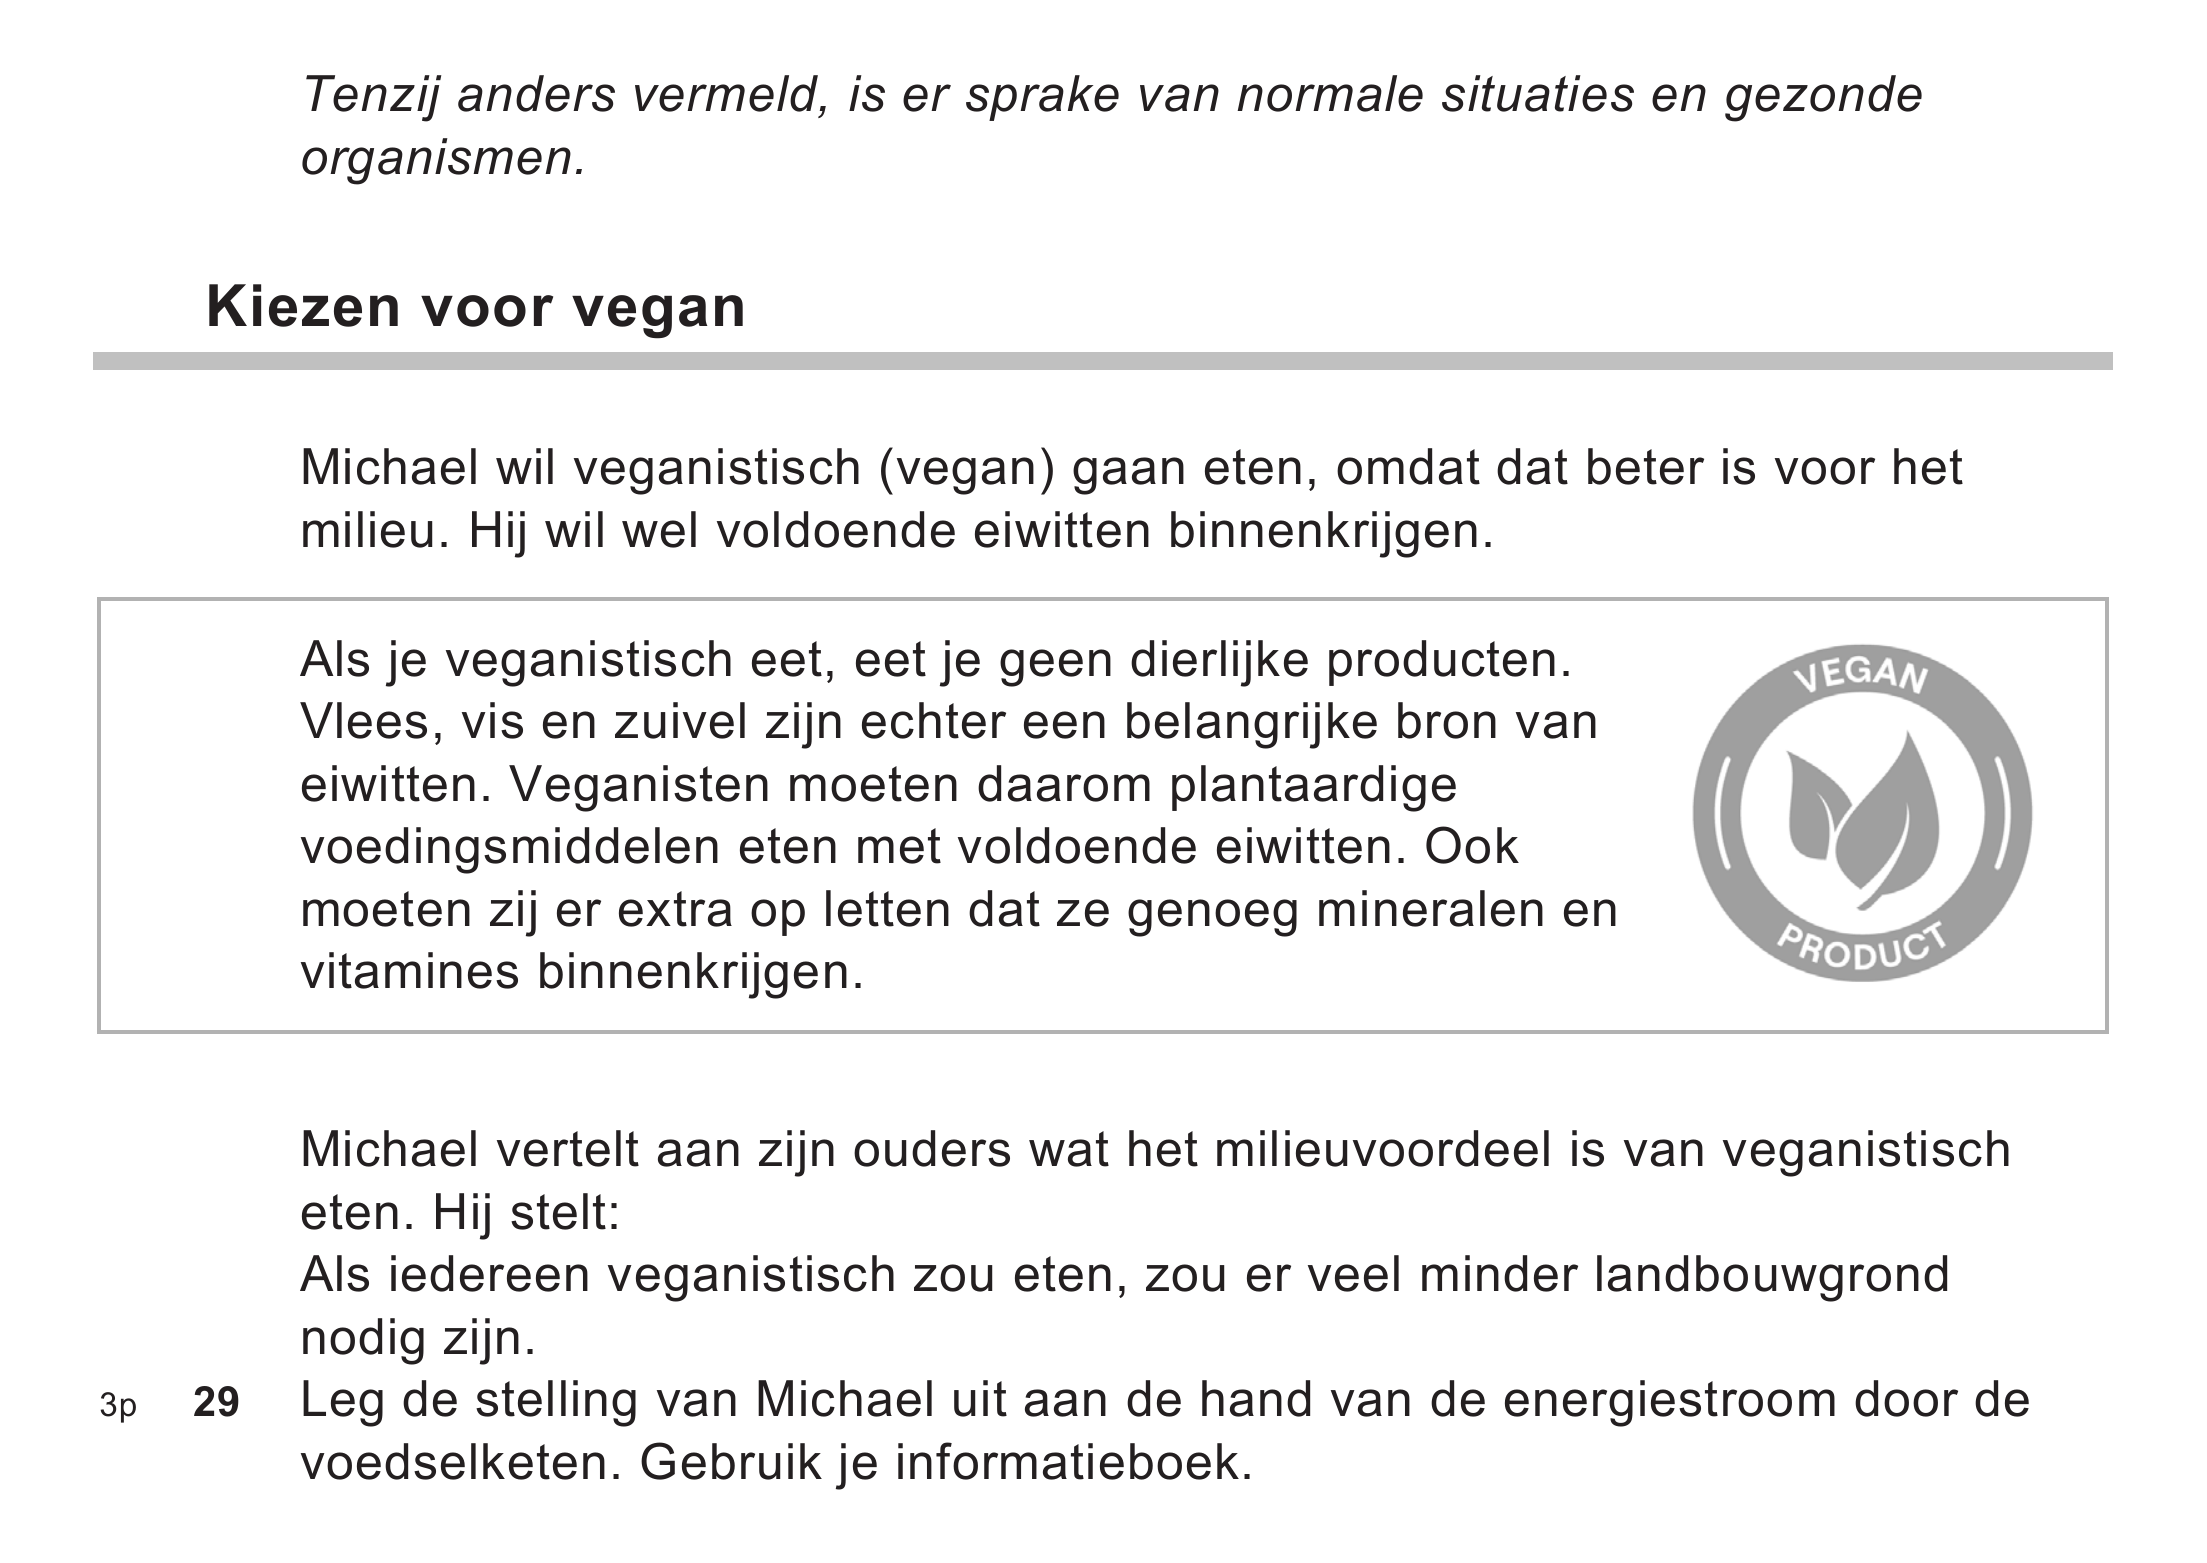 Tenzij anders vermeld, is er sprake van normale situaties en gezonde
organismen.
Kiezen voor vegan
Michael wil veganistisch (vegan) gaan eten, omdat dat beter is voor het
milieu. Hij wil wel voldoende eiwitten binnenkrijgen.
Als je veganistisch eet, eet je geen dierlijke producten.
Vlees, vis en zuivel zijn echter een belangrijke bron van
eiwitten. Veganisten moeten daarom plantaardige
voedingsmiddelen eten met voldoende eiwitten. Ook
moeten zij er extra op letten dat ze genoeg mineralen en
vitamines binnenkrijgen.
VEGAN
PRODUCT
Michael vertelt aan zijn ouders wat het milieuvoordeel is van veganistisch
eten. Hij stelt:
Als iedereen veganistisch zou eten, zou er veel minder landbouwgrond
nodig zijn.
3p 29 Leg de stelling van Michael uit aan de hand van de energiestroom door de
voedselketen. Gebruik je informatieboek.